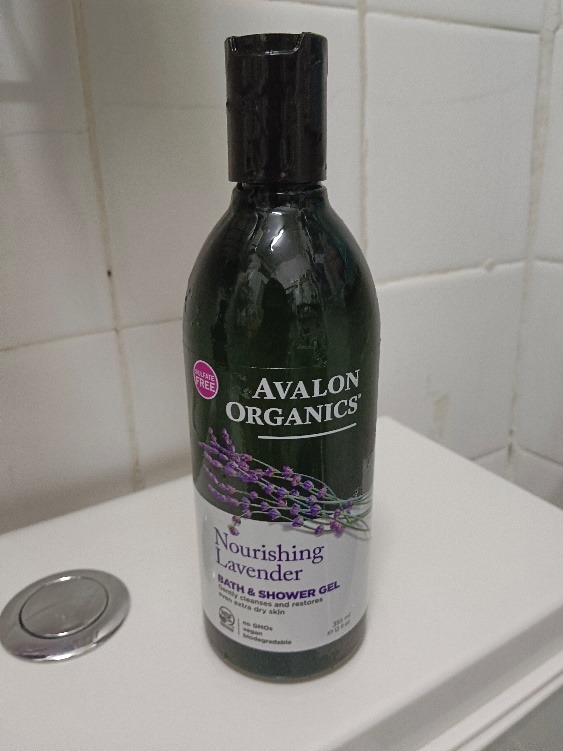 SULFATE
FREE
AVALON
ORGANICS®
Nourishing
Lavender
BATH & SHOWER GEL
Gently cleanses and restores
even extra dry skin
no GMOs
vegan
biodegradable